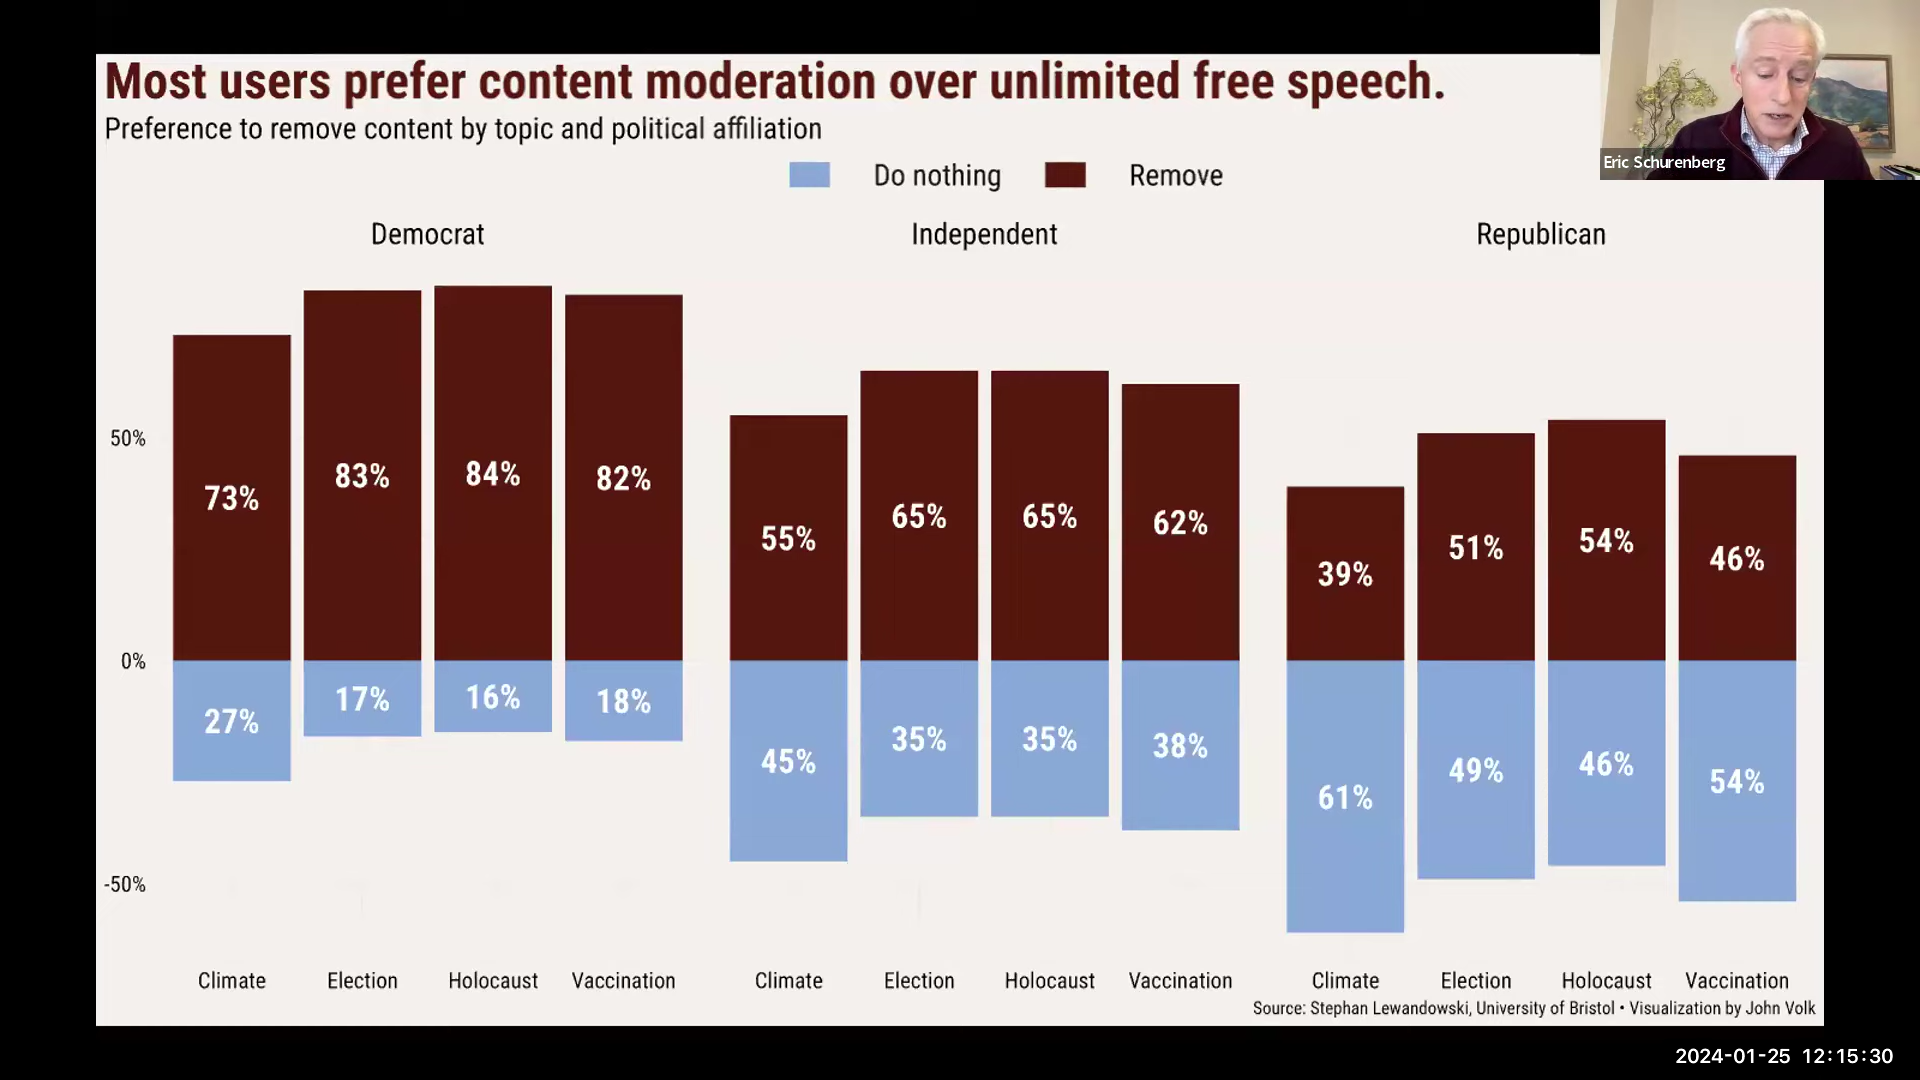 Most users prefer content moderation over unlimited free speech.
Preference to remove content by topic and political affiliation
Do nothing Remove
Eric Schurenberg
Democrat Independent Republican
50%
0%
-50%
73% 83% 84% 82% 55% 65% 65% 62% 39% 51% 54% 46%
27% 17% 16% 18% 45% 35% 35% 38% 61% 49% 46% 54%
Climate Election Holocaust Vaccination Climate Election Holocaust Vaccination Climate Election Holocaust Vaccination
Source: Stephan Lewandowski, University of Bristol • Visualization by John Volk
2024-01-25 12:15:30